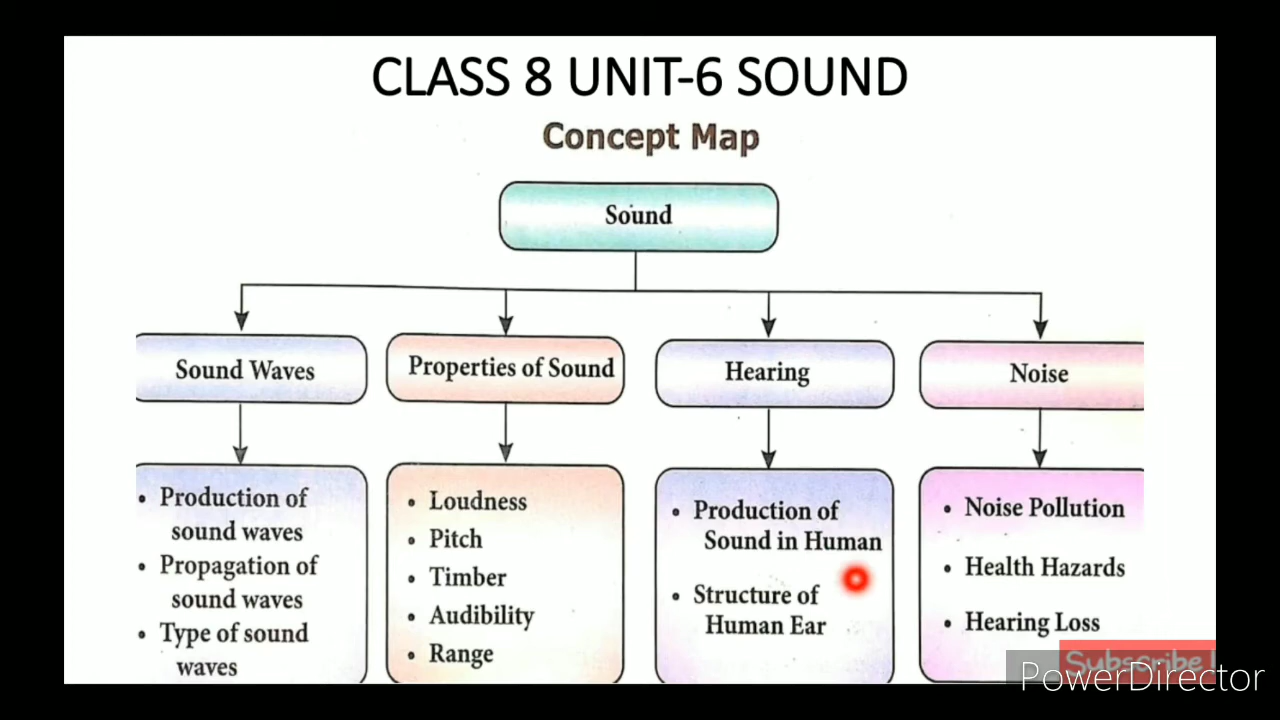 CLASS 8 UNIT-6 SOUND
Concept Map
Sound
Sound Waves
Properties of Sound
Hearing
Noise
• Production of
sound waves
• Propagation of
sound waves
• Type of sound
waves
• Loudness
• Pitch
• Timber
• Audibility
• Range
• Production of
Sound in Human
• Structure of
Human Ear
• Noise Pollution
• Health Hazards
• Hearing Loss
Subscribe !
PowerDirector